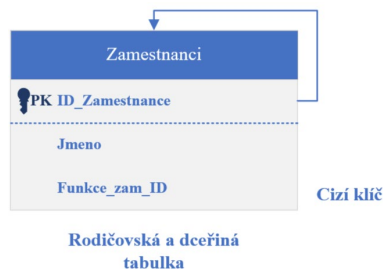 Zamestnanci
PK ID_Zamestnance
Jmeno
Funkce_zam_ID
Cizí klíč
Rodičovská a dceřiná
tabulka